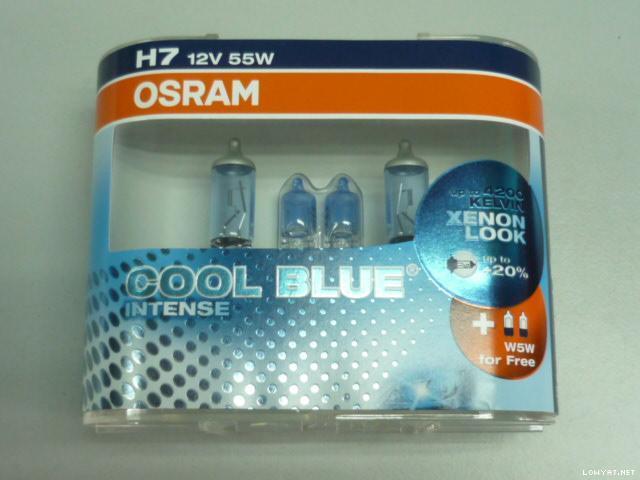 H7 12V 55W
OSRAM
up to 4200
KELVIN
XENON
LOOK
up to
+20%
COOL BLUE®
INTENSE
+
W5W
for Free
LOWYAT.NET